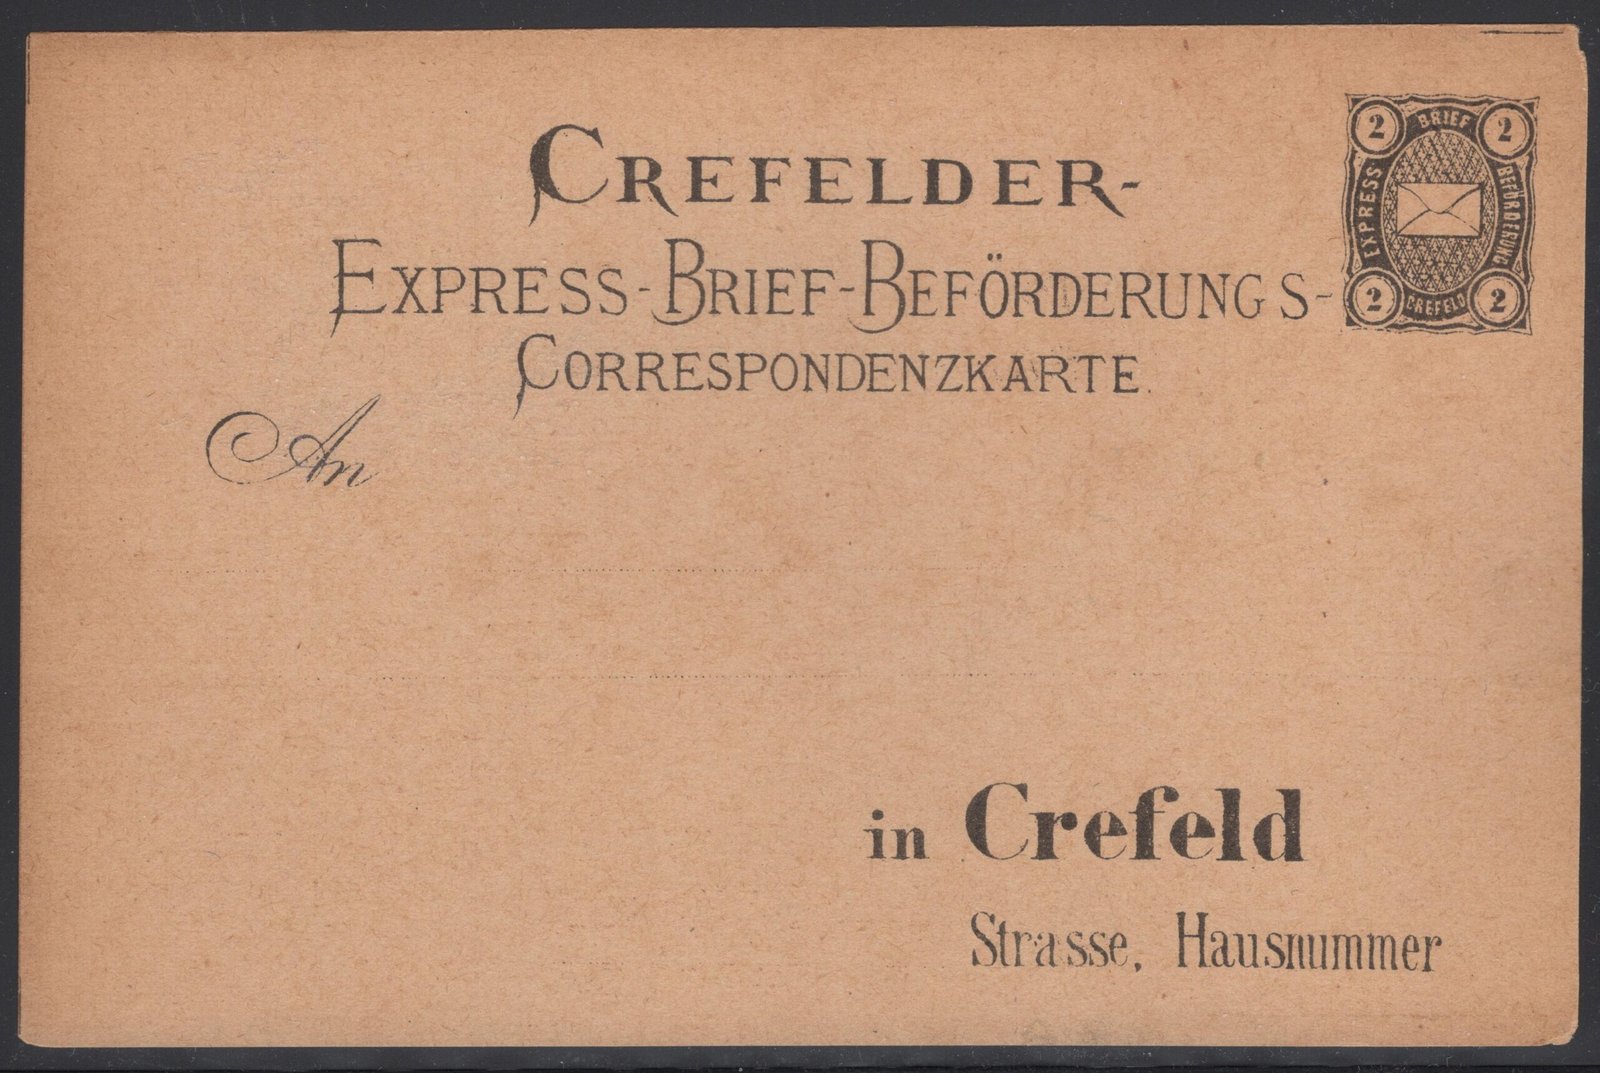 CREFELDER-
EXPRESS-BRIEF-BEFÖRDERUNGS-
CORRESPONDENZKARTE.
2 BRIEF 2
EXPRESS
BEFÖRDERUNG
2 CREFELD 2
An
in Crefeld
Strasse, Hausnummer